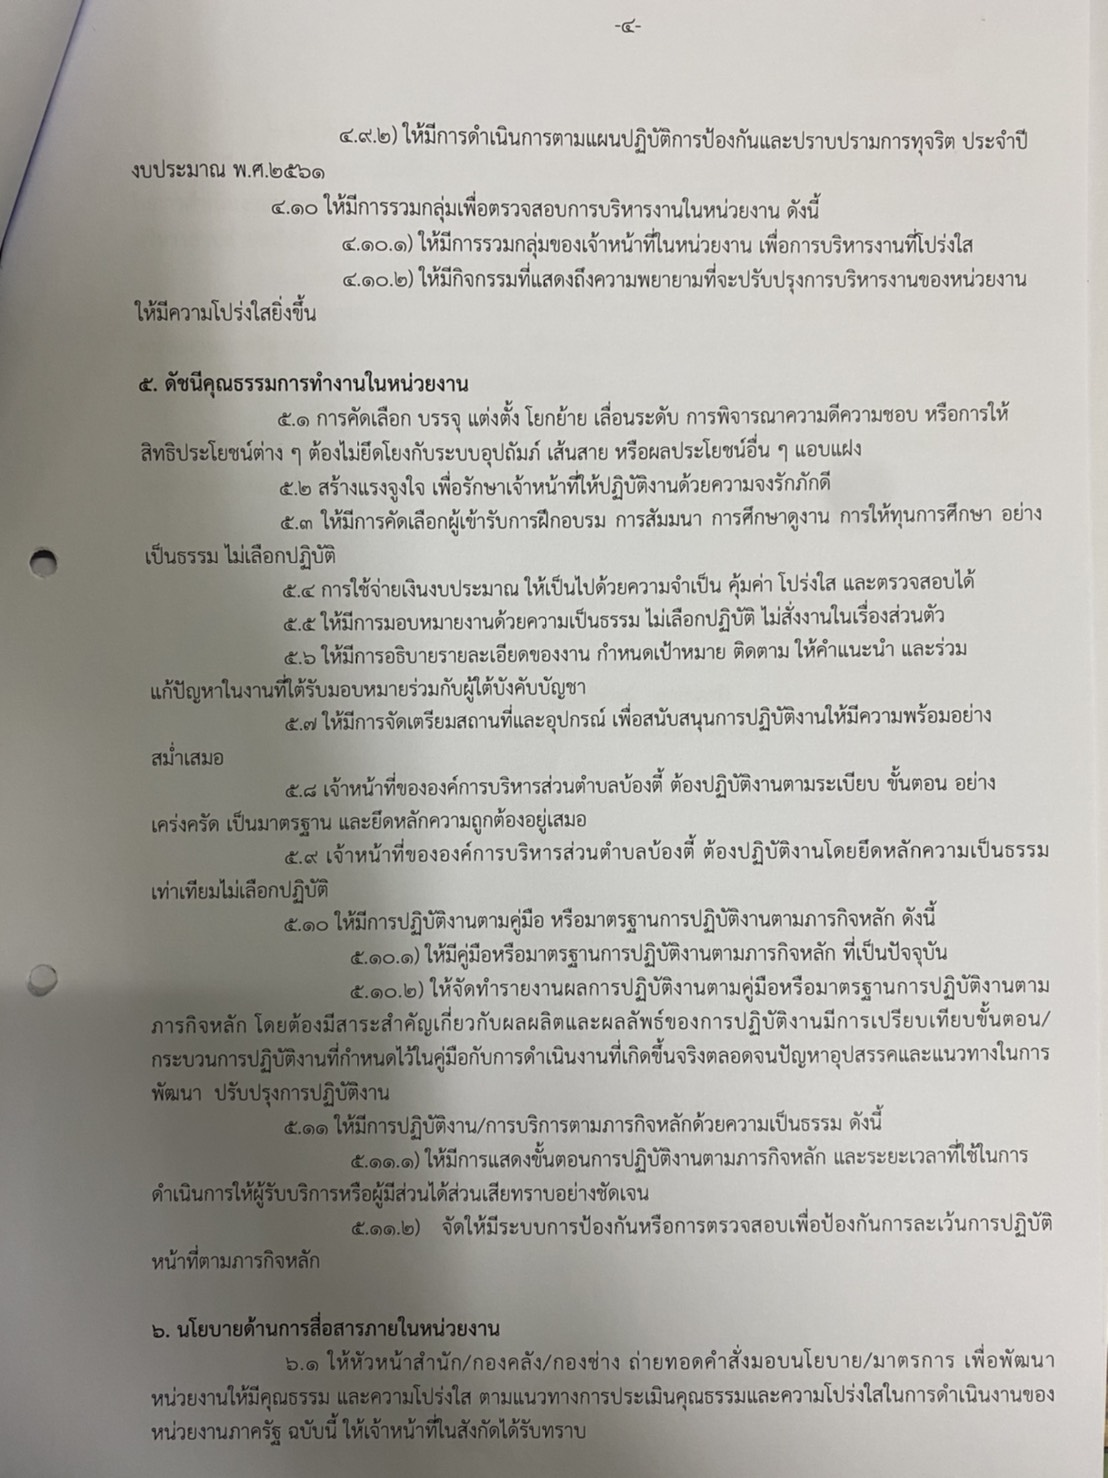 -๔-
๔.๙.๒) ให้มีการดำเนินการตามแผนปฏิบัติการป้องกันและปราบปรามการทุจริต ประจำปี
งบประมาณ พ.ศ.๒๕๖๑
๔.๑๐ ให้มีการรวมกลุ่มเพื่อตรวจสอบการบริหารงานในหน่วยงาน ดังนี้
๔.๑๐.๑) ให้มีการรวมกลุ่มของเจ้าหน้าที่ในหน่วยงาน เพื่อการบริหารงานที่โปร่งใส
๔.๑๐.๒) ให้มีกิจกรรมที่แสดงถึงความพยายามที่จะปรับปรุงการบริหารงานของหน่วยงาน
ให้มีความโปร่งใสยิ่งขึ้น
๕. ดัชนีคุณธรรมการทำงานในหน่วยงาน
๕.๑ การคัดเลือก บรรจุ แต่งตั้ง โยกย้าย เลื่อนระดับ การพิจารณาความดีความชอบ หรือการให้
สิทธิประโยชน์ต่าง ๆ ต้องไม่ยึดโยงกับระบบอุปถัมภ์ เส้นสาย หรือผลประโยชน์อื่น ๆ แอบแฝง
๕.๒ สร้างแรงจูงใจ เพื่อรักษาเจ้าหน้าที่ให้ปฏิบัติงานด้วยความจงรักภักดี
๕.๓ ให้มีการคัดเลือกผู้เข้ารับการฝึกอบรม การสัมมนา การศึกษาดูงาน การให้ทุนการศึกษา อย่าง
เป็นธรรม ไม่เลือกปฏิบัติ
๕.๔ การใช้จ่ายเงินงบประมาณ ให้เป็นไปด้วยความจำเป็น คุ้มค่า โปร่งใส และตรวจสอบได้
๕.๕ ให้มีการมอบหมายงานด้วยความเป็นธรรม ไม่เลือกปฏิบัติ ไม่สั่งงานในเรื่องส่วนตัว
๕.๖ ให้มีการอธิบายรายละเอียดของงาน กำหนดเป้าหมาย ติดตาม ให้คำแนะนำ และร่วม
แก้ปัญหาในงานที่ใต้รับมอบหมายร่วมกับผู้ใต้บังคับบัญชา
๕.๗ ให้มีการจัดเตรียมสถานที่และอุปกรณ์ เพื่อสนับสนุนการปฏิบัติงานให้มีความพร้อมอย่าง
สม่ำเสมอ
๕.๘ เจ้าหน้าที่ขององค์การบริหารส่วนตำบลบ้องตี้ ต้องปฏิบัติงานตามระเบียบ ขั้นตอน อย่าง
เคร่งครัด เป็นมาตรฐาน และยึดหลักความถูกต้องอยู่เสมอ
๕.๙ เจ้าหน้าที่ขององค์การบริหารส่วนตำบลบ้องตี้ ต้องปฏิบัติงานโดยยึดหลักความเป็นธรรม
เท่าเทียมไม่เลือกปฏิบัติ
๕.๑๐ ให้มีการปฏิบัติงานตามคู่มือ หรือมาตรฐานการปฏิบัติงานตามภารกิจหลัก ดังนี้
๕.๑๐.๑) ให้มีคู่มือหรือมาตรฐานการปฏิบัติงานตามภารกิจหลัก ที่เป็นปัจจุบัน
๕.๑๐.๒) ให้จัดทำรายงานผลการปฏิบัติงานตามคู่มือหรือมาตรฐานการปฏิบัติงานตาม
ภารกิจหลัก โดยต้องมีสาระสำคัญเกี่ยวกับผลผลิตและผลลัพธ์ของการปฏิบัติงานมีการเปรียบเทียบขั้นตอน/
กระบวนการปฏิบัติงานที่กำหนดไว้ในคู่มือกับการดำเนินงานที่เกิดขึ้นจริงตลอดจนปัญหาอุปสรรคและแนวทางในการ
พัฒนา ปรับปรุงการปฏิบัติงาน
๕.๑๑ ให้มีการปฏิบัติงาน/การบริการตามภารกิจหลักด้วยความเป็นธรรม ดังนี้
๕.๑๑.๑) ให้มีการแสดงขั้นตอนการปฏิบัติงานตามภารกิจหลัก และระยะเวลาที่ใช้ในการ
ดำเนินการให้ผู้รับบริการหรือผู้มีส่วนได้ส่วนเสียทราบอย่างชัดเจน
๕.๑๑.๒) จัดให้มีระบบการป้องกันหรือการตรวจสอบเพื่อป้องกันการละเว้นการปฏิบัติ
หน้าที่ตามภารกิจหลัก
๖. นโยบายด้านการสื่อสารภายในหน่วยงาน
๖.๑ ให้หัวหน้าสำนัก/กองคลัง/กองช่าง ถ่ายทอดคำสั่งมอบนโยบาย/มาตรการ เพื่อพัฒนา
หน่วยงานให้มีคุณธรรม และความโปร่งใส ตามแนวทางการประเมินคุณธรรมและความโปร่งใสในการดำเนินงานของ
หน่วยงานภาครัฐ ฉบับนี้ ให้เจ้าหน้าที่ในสังกัดได้รับทราบ